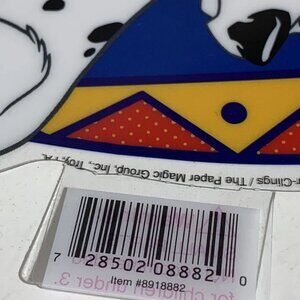 r-Clings / The Paper Magic Group, Inc., Troy, PA.
7 28502 08882 0
Item #8918882
for children under 3.